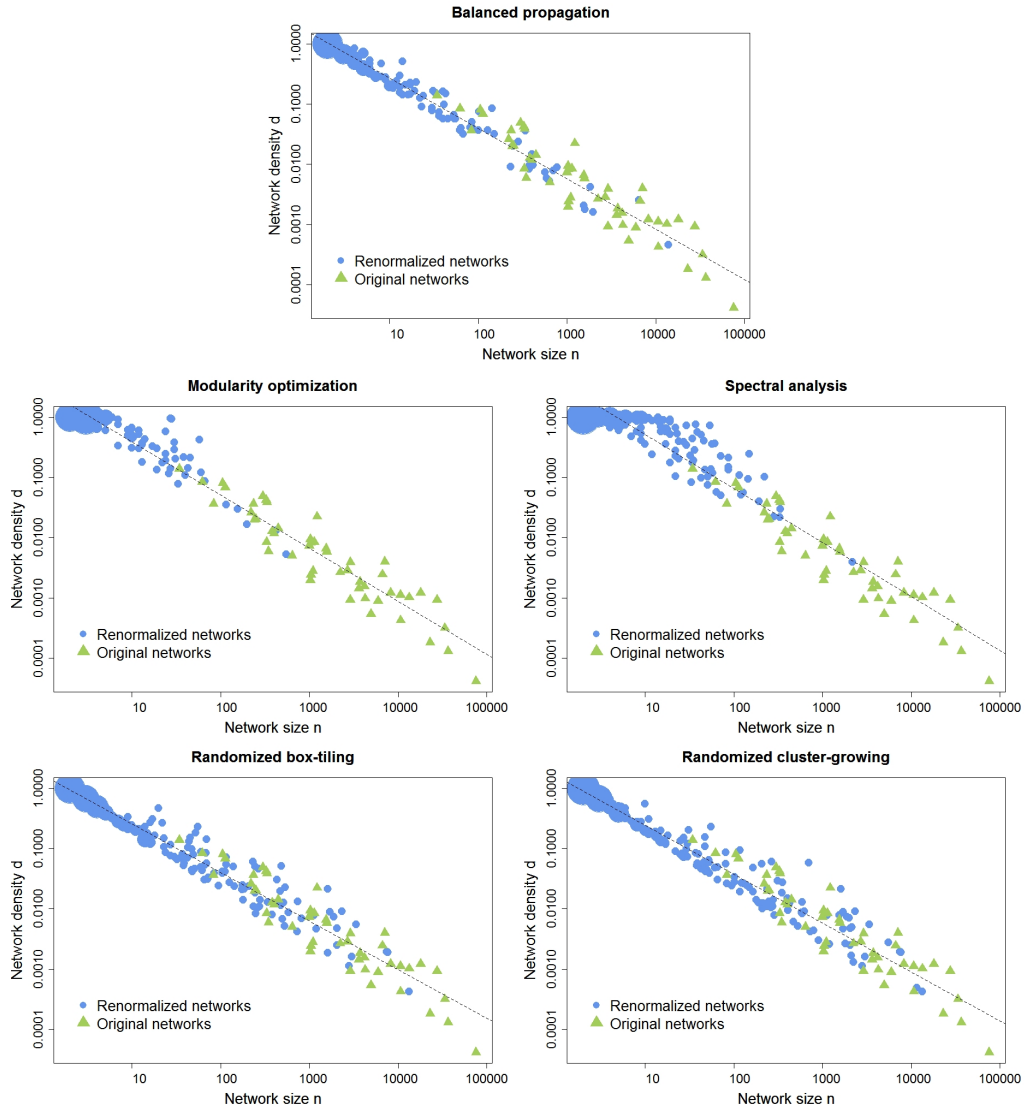 Balanced propagation
Network density d
1.0000
0.1000
0.0100
0.0010
0.0001
Renormalized networks
Original networks
10 100 1000 10000 100000
Network size n
Modularity optimization
Network density d
1.0000
0.1000
0.0100
0.0010
0.0001
Renormalized networks
Original networks
10 100 1000 10000 100000
Network size n
Spectral analysis
Network density d
1.0000
0.1000
0.0100
0.0010
0.0001
Renormalized networks
Original networks
10 100 1000 10000 100000
Network size n
Randomized box-tiling
Network density d
1.0000
0.1000
0.0100
0.0010
0.0001
Renormalized networks
Original networks
10 100 1000 10000 100000
Network size n
Randomized cluster-growing
Network density d
1.0000
0.1000
0.0100
0.0010
0.0001
Renormalized networks
Original networks
10 100 1000 10000 100000
Network size n